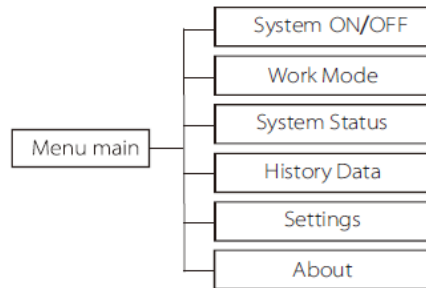 System ON/OFF
Work Mode
System Status
Menu main
History Data
Settings
About